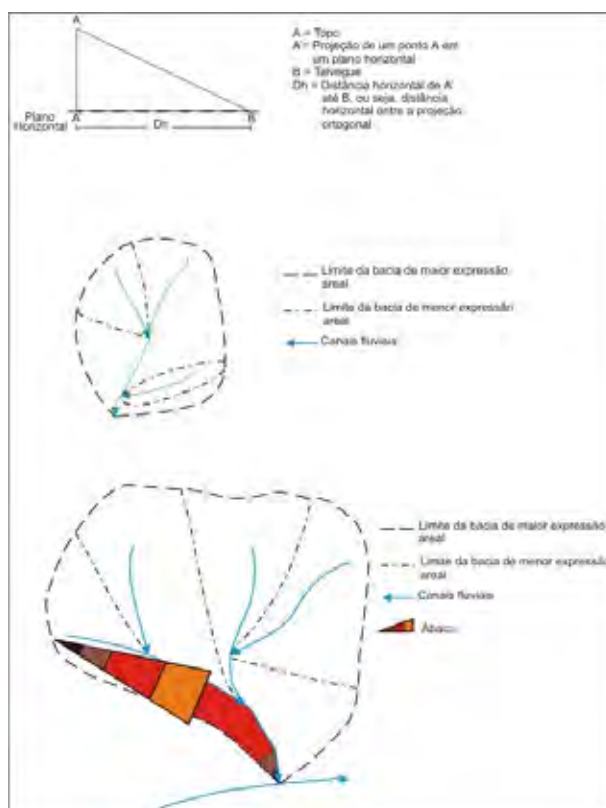 A
A = Topo
A'= Projeção de um ponto A em
um plano horizontal
B = Talvegue
Dh = Distância horizontal de A'
até B, ou seja, distância
horizontal entre a projeção
ortogonal
Plano
Horizontal
A'
Dh
B
Limite da bacia de maior expressão
areal
Limite da bacia de menor expressão
areal
Canais fluviais
Limite da bacia de maior expressão
areal
Limite da bacia de menor expressão
areal
Canais fluviais
Ábaco